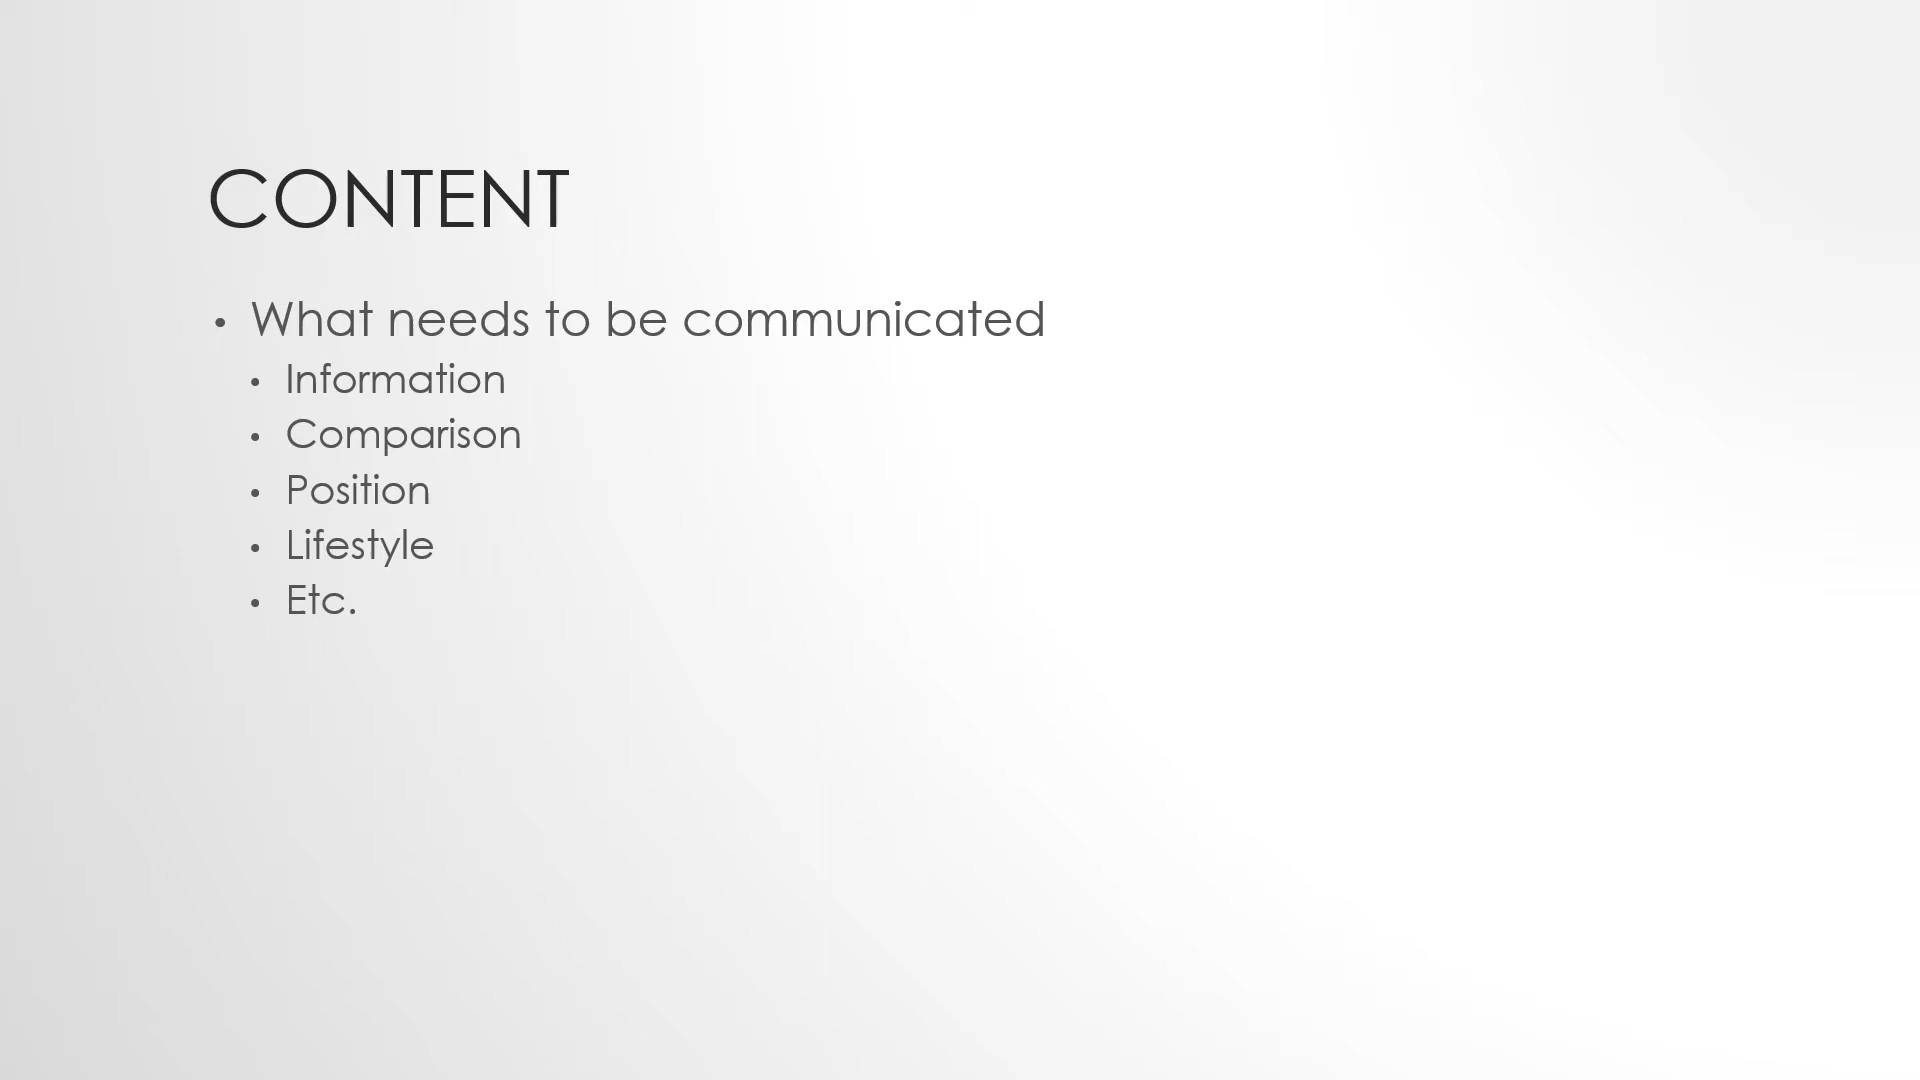 CONTENT
• What needs to be communicated
• Information
• Comparison
• Position
• Lifestyle
• Etc.